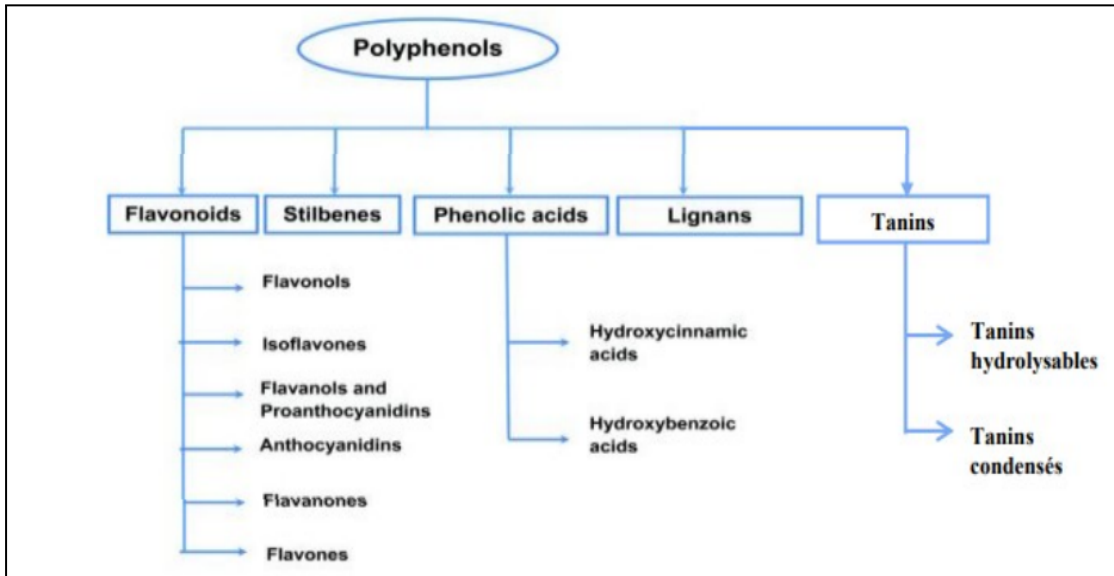 Polyphenols
Flavonoids
Stilbenes
Phenolic acids
Lignans
Tanins
Flavonols
Isoflavones
Flavanols and
Proanthocyanidins
Anthocyanidins
Flavanones
Flavones
Hydroxycinnamic
acids
Hydroxybenzoic
acids
Tanins
hydrolysables
Tanins
condensés